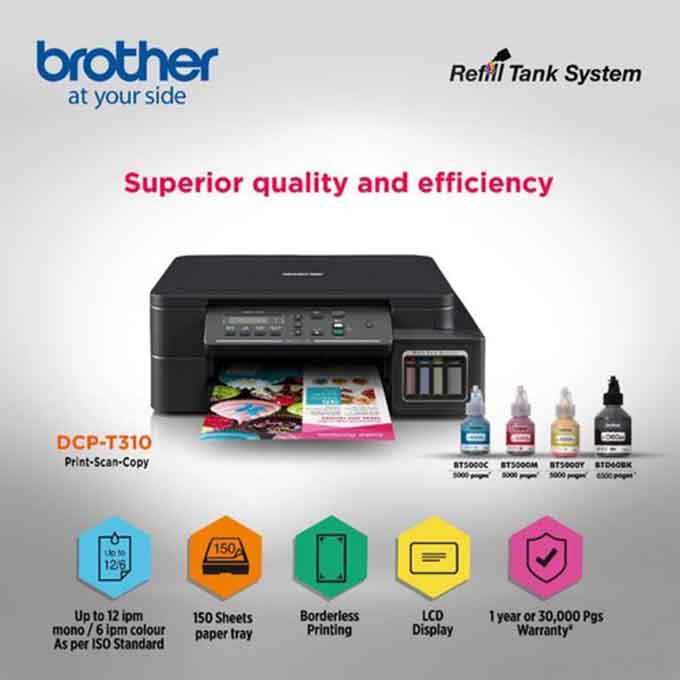 brother
at your side
Refill Tank System
Superior quality and efficiency
brother
DCP-T310
Print-Scan-Copy
BT5000C
5000 pages*
BT5000M
5000 pages*
BT5000Y
5000 pages*
BTD60BK
6500 pages*
Up to
12/6
150
Up to 12 ipm
mono / 6 ipm colour
As per ISO Standard
150 Sheets
paper tray
Borderless
Printing
LCD
Display
1 year or 30,000 Pgs
Warranty#